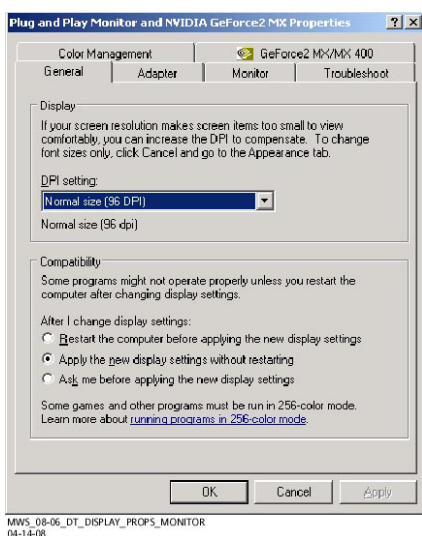 Plug and Play Monitor and NVIDIA GeForce2 MX Properties
Color Management GeForce2 MX/MX 400
General Adapter Monitor Troubleshoot
Display
If your screen resolution makes screen items too small to view
comfortably, you can increase the DPI to compensate. To change
font sizes only, click Cancel and go to the Appearance tab.
DPI setting:
Normal size (96 DPI)
Normal size (96 dpi)
Compatibility
Some programs might not operate properly unless you restart the
computer after changing display settings.
After I change display settings:
Restart the computer before applying the new display settings
Apply the new display settings without restarting
Ask me before applying the new display settings
Some games and other programs must be run in 256-color mode.
Learn more about running programs in 256-color mode.
OK Cancel Apply
MWS_08-06_DT_DISPLAY_PROPS_MONITOR
04-14-08